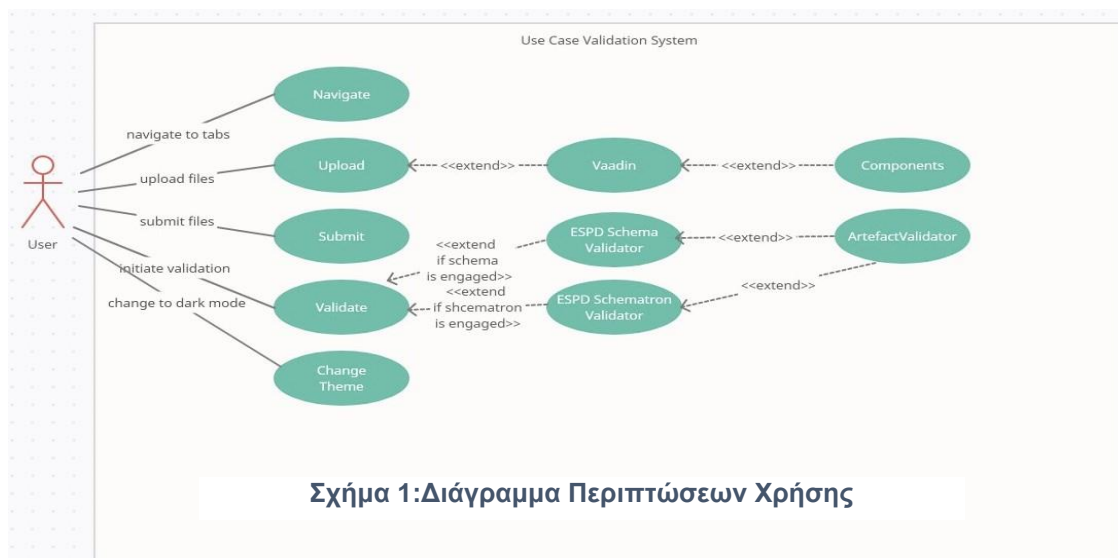 Use Case Validation System
Navigate
navigate to tabs
Upload
<<extend>>
Vaadin
<<extend>>
Components
upload files
submit files
Submit
User
<<extend
if schema
is engaged>>
ESPD Schema
Validator
<<extend>>
ArtefactValidator
initiate validation
Validate
<<extend
if shcematron
is engaged>>
ESPD Schematron
Validator
<<extend>>
change to dark mode
Change
Theme
Σχήμα 1:Διάγραμμα Περιπτώσεων Χρήσης